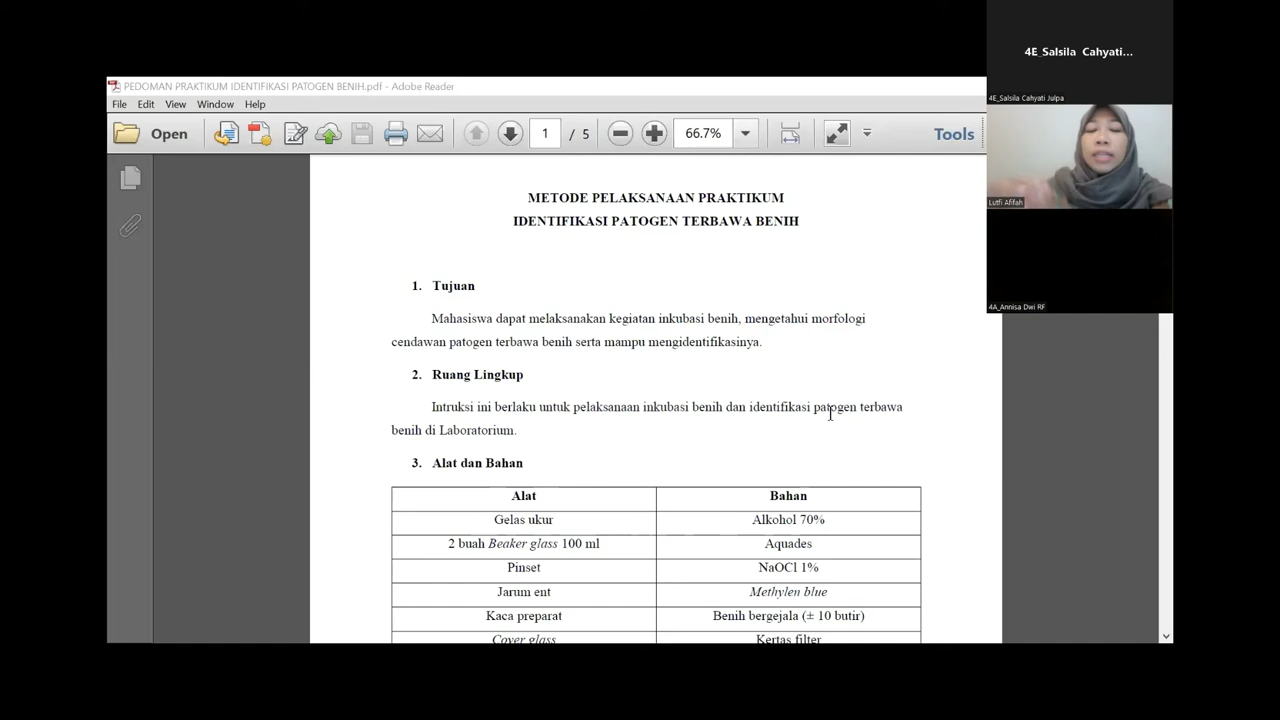 4E_Salsila Cahyati...
4E_Salsila Cahyati Julpa
Lutfi Afifah
4A_Annisa Dwi RF
PEDOMAN PRAKTIKUM IDENTIFIKASI PATOGEN BENIH.pdf - Adobe Reader
File Edit View Window Help
Open 1 / 5 66.7% Tools
METODE PELAKSANAAN PRAKTIKUM
IDENTIFIKASI PATOGEN TERBAWA BENIH
1. Tujuan
Mahasiswa dapat melaksanakan kegiatan inkubasi benih, mengetahui morfologi
cendawan patogen terbawa benih serta mampu mengidentifikasinya.
2. Ruang Lingkup
Intruksi ini berlaku untuk pelaksanaan inkubasi benih dan identifikasi patogen terbawa
benih di Laboratorium.
3. Alat dan Bahan
Alat Bahan
Gelas ukur Alkohol 70%
2 buah Beaker glass 100 ml Aquades
Pinset NaOCl 1%
Jarum ent Methylen blue
Kaca preparat Benih bergejala (± 10 butir)
Cover glass Kertas filter